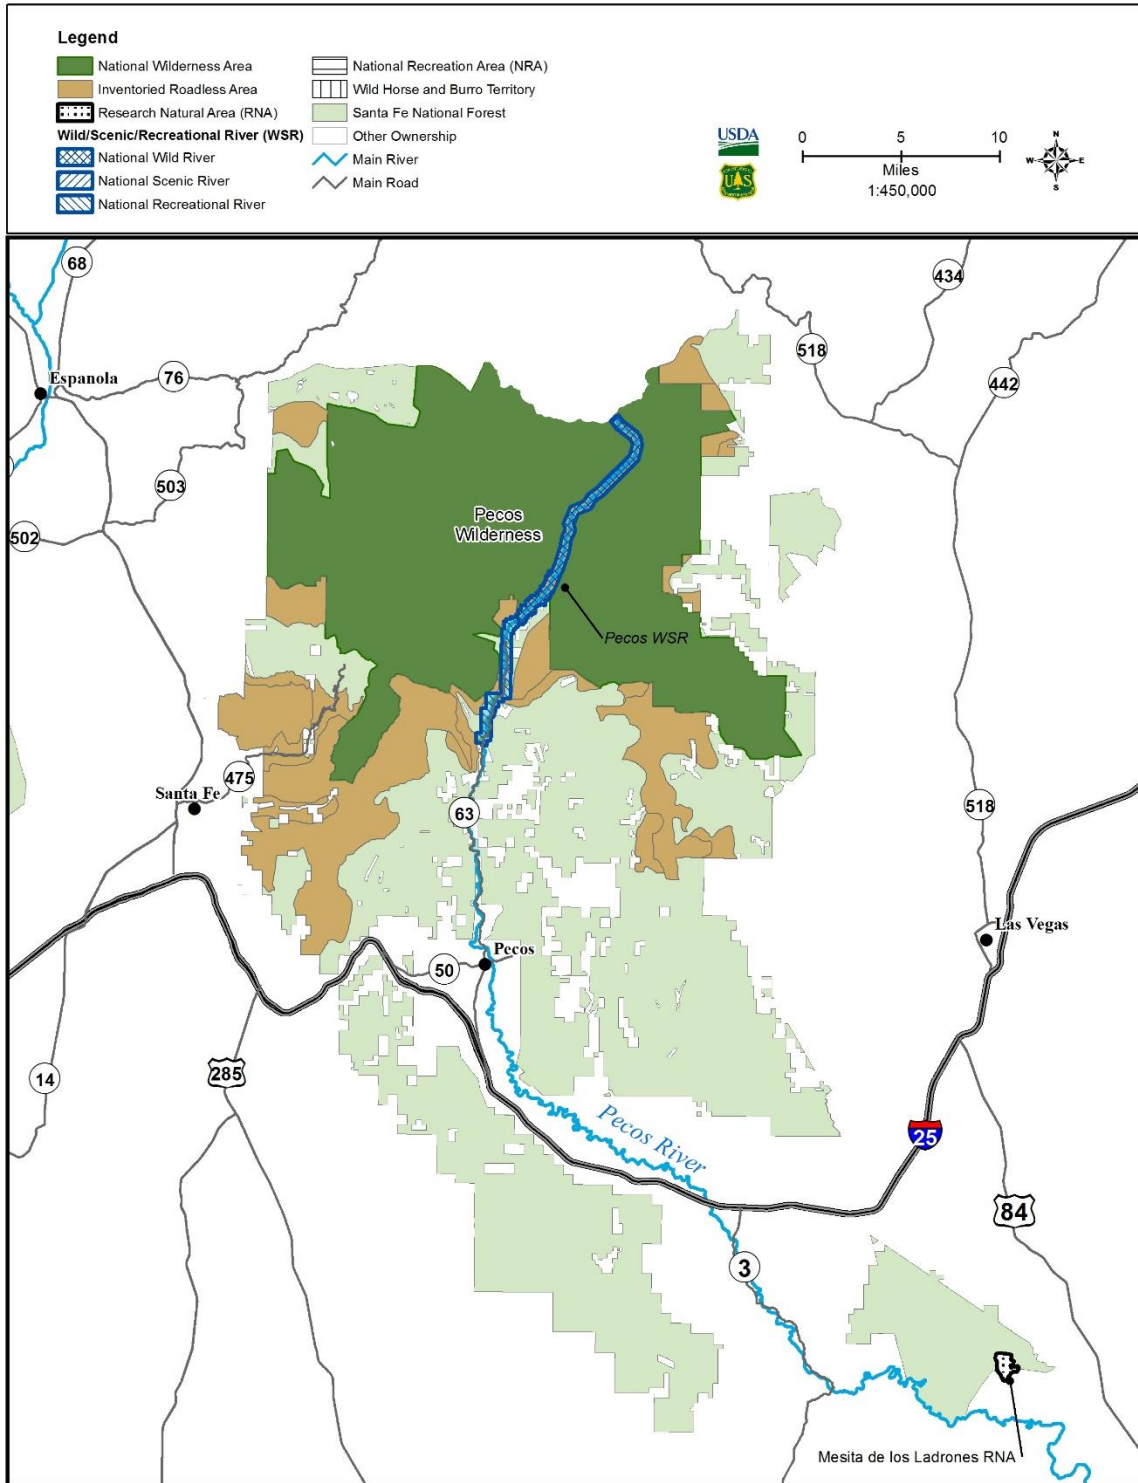 Legend
National Wilderness Area
Inventoried Roadless Area
Research Natural Area (RNA)
Wild/Scenic/Recreational River (WSR)
National Wild River
National Scenic River
National Recreational River
National Recreation Area (NRA)
Wild Horse and Burro Territory
Santa Fe National Forest
Other Ownership
Main River
Main Road
USDA
U S
0 5 10
Miles
1:450,000
N
W E
S
68
434
518
Espanola
76
442
503
Pecos
Wilderness
502
Pecos WSR
475
Santa Fe
63
518
Las Vegas
Pecos
50
14
285
Pecos River
25
84
3
Mesita de los Ladrones RNA